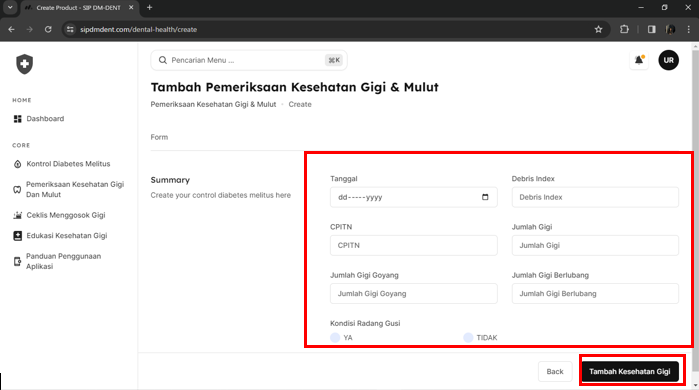 Create Product - SIP DM-DENT
sipdmdent.com/dental-health/create
Pencarian Menu ...
⌘K
UR
Tambah Pemeriksaan Kesehatan Gigi & Mulut
Pemeriksaan Kesehatan Gigi & Mulut
Create
HOME
Dashboard
CORE
Kontrol Diabetes Melitus
Pemeriksaan Kesehatan Gigi
Dan Mulut
Ceklis Menggosok Gigi
Edukasi Kesehatan Gigi
Panduan Penggunaan
Aplikasi
Form
Summary
Create your control diabetes melitus here
Tanggal
dd-----yyyy
Debris Index
Debris Index
CPITN
CPITN
Jumlah Gigi
Jumlah Gigi
Jumlah Gigi Goyang
Jumlah Gigi Goyang
Jumlah Gigi Berlubang
Jumlah Gigi Berlubang
Kondisi Radang Gusi
YA
TIDAK
Back
Tambah Kesehatan Gigi